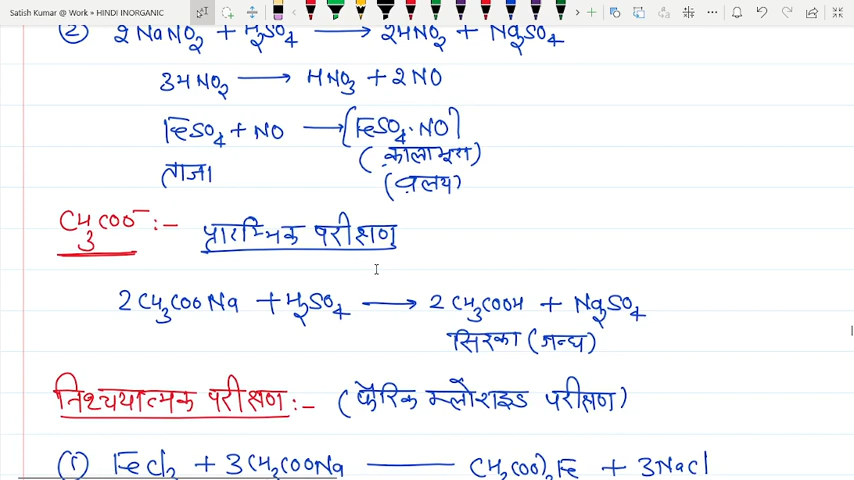 Satish Kumar @ Work » HINDI INORGANIC
② 2NaNO₂ + H₂SO₄ ⟶ 2HNO₂ + Na₂SO₄
3HNO₂ ⟶ HNO₃ + 2NO
FeSO₄ + NO ⟶ [FeSO₄·NO]
(काला भूरा)
ताजा
(वलय)
CH₃COO⁻ :- प्रारम्भिक परीक्षण
2CH₃COONa + H₂SO₄ ⟶ 2CH₃COOH + Na₂SO₄
सिरका (गन्ध)
निश्चयात्मक परीक्षण :- (फैरिक क्लोराइड परीक्षण)
① FeCl₃ + 3CH₃COONa — CH₃COO)₃Fe + 3NaCl